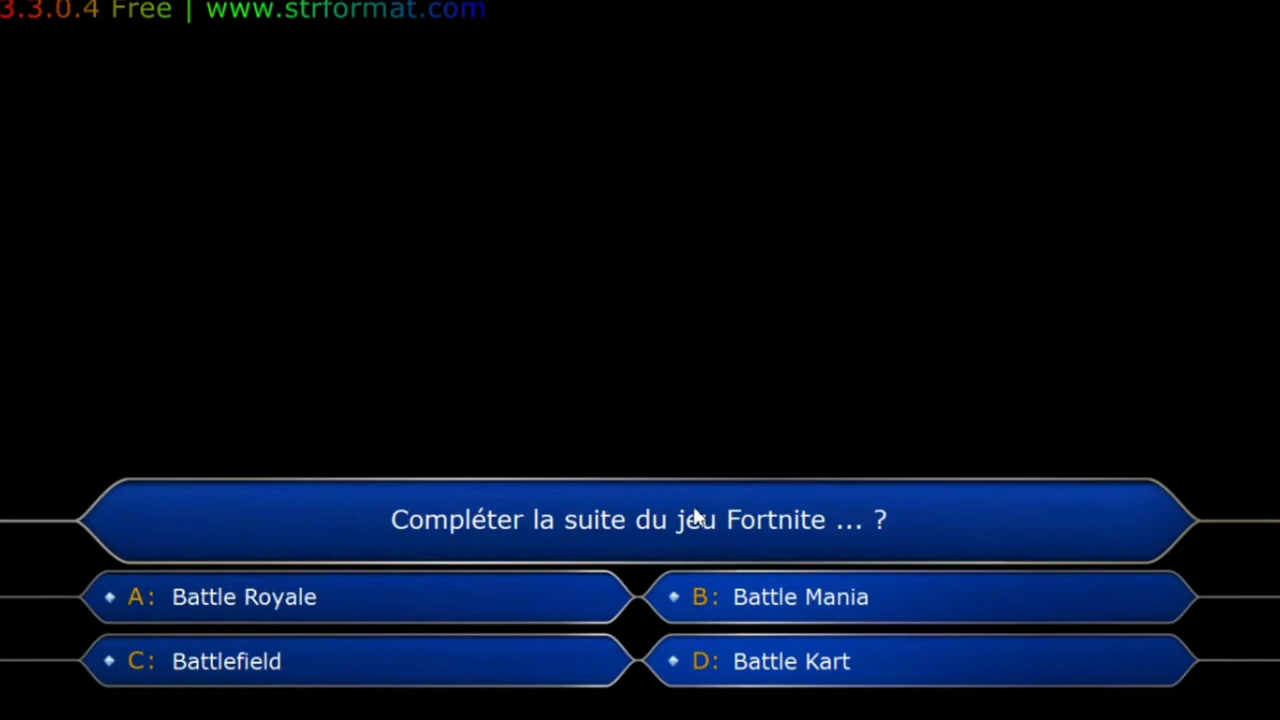 3.3.0.4 Free | www.strformat.com
Compléter la suite du jeu Fortnite ... ?
A: Battle Royale
B: Battle Mania
C: Battlefield
D: Battle Kart